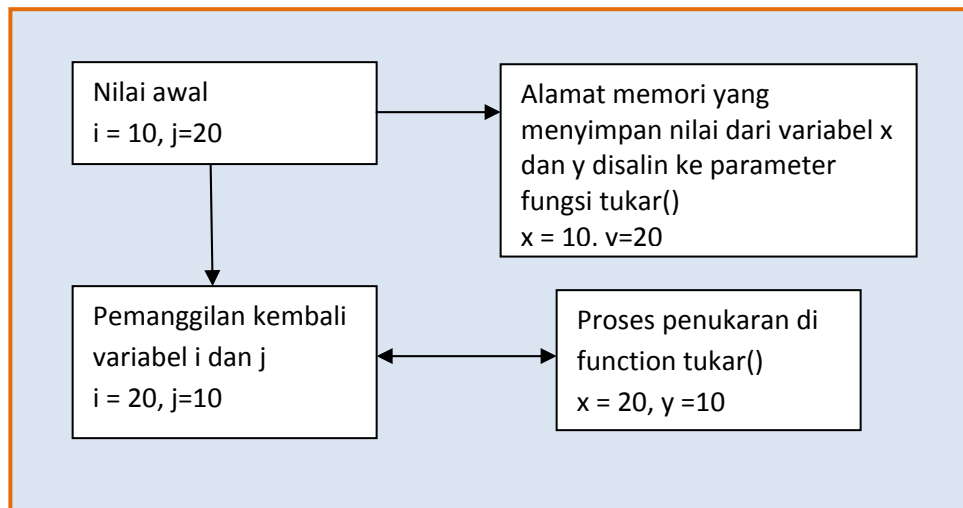 Nilai awal
i = 10, j=20
Alamat memori yang
menyimpan nilai dari variabel x
dan y disalin ke parameter
fungsi tukar()
x = 10. v=20
Pemanggilan kembali
variabel i dan j
i = 20, j=10
Proses penukaran di
function tukar()
x = 20, y =10